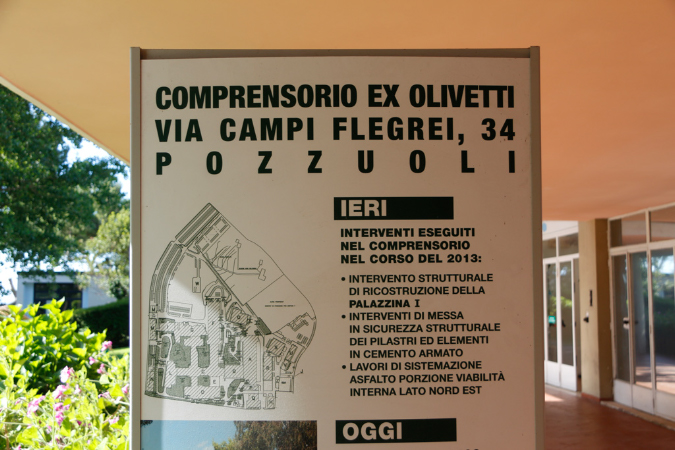 COMPRENSORIO EX OLIVETTI
VIA CAMPI FLEGREI, 34
POZZUOLI
IERI
INTERVENTI ESEGUITI
NEL COMPRENSORIO
NEL CORSO DEL 2013:
• INTERVENTO STRUTTURALE
DI RICOSTRUZIONE DELLA
PALAZZINA I
• INTERVENTI DI MESSA
IN SICUREZZA STRUTTURALE
DEI PILASTRI ED ELEMENTI
IN CEMENTO ARMATO
• LAVORI DI SISTEMAZIONE
ASFALTO PORZIONE VIABILITÀ
INTERNA LATO NORD EST
OGGI